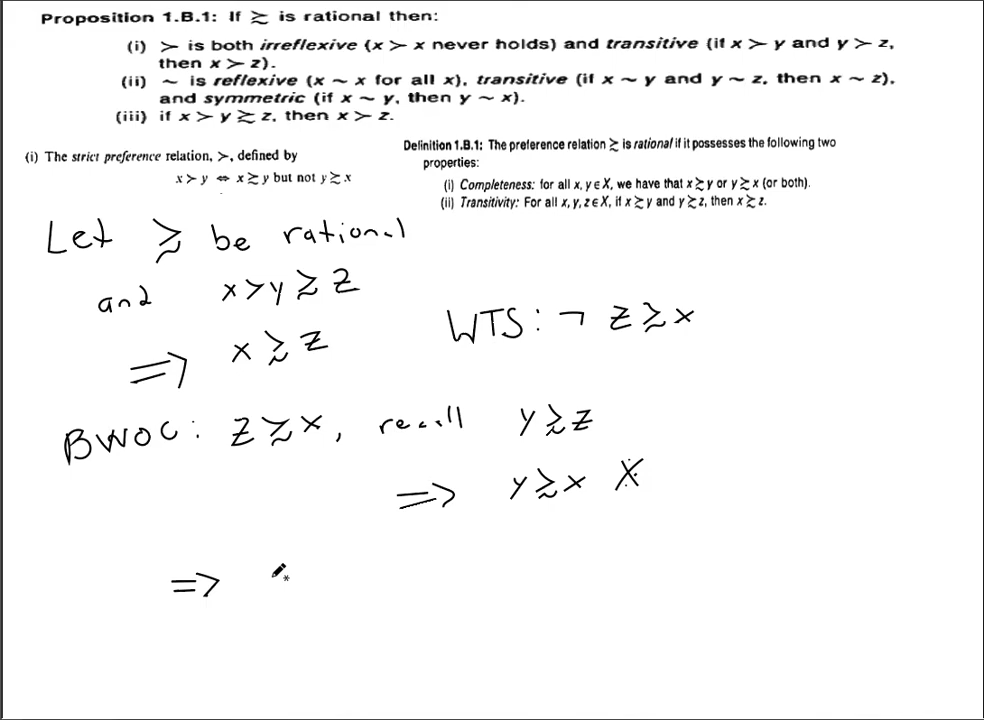 Proposition 1.B.1: If ≿ is rational then:
(i) ≻ is both irreflexive (x ≻ x never holds) and transitive (if x ≻ y and y ≻ z,
then x ≻ z).
(ii) ~ is reflexive (x ~ x for all x), transitive (if x ~ y and y ~ z, then x ~ z),
and symmetric (if x ~ y, then y ~ x).
(iii) if x ≻ y ≿ z, then x ≻ z.
(i) The strict preference relation, ≻, defined by
x ≻ y ⇔ x ≿ y but not y ≿ x
Definition 1.B.1: The preference relation ≿ is rational if it possesses the following two
properties:
(i) Completeness: for all x, y ∈ X, we have that x ≿ y or y ≿ x (or both).
(ii) Transitivity: For all x, y, z ∈ X, if x ≿ y and y ≿ z, then x ≿ z.
Let ≿ be rational
and x ≻ y ≿ z
⇒ x ≿ z
WTS: ¬ z ≿ x
BWOC: z ≿ x, recall y ≿ z
⇒ y ≿ x ※
⇒